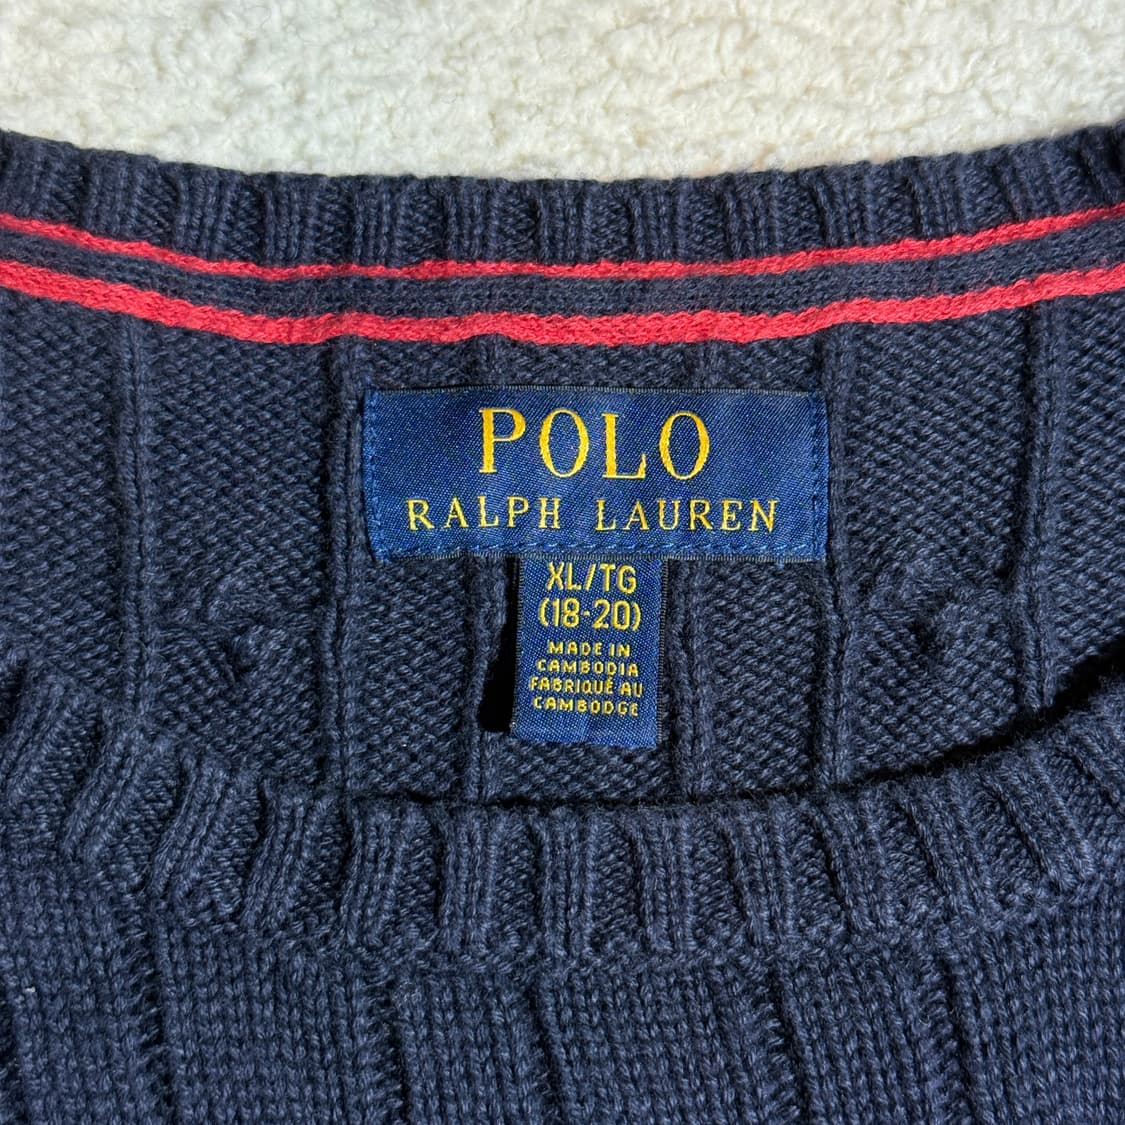 POLO
RALPH LAUREN
XL/TG
(18-20)
MADE IN
CAMBODIA
FABRIQUÉ AU
CAMBODGE